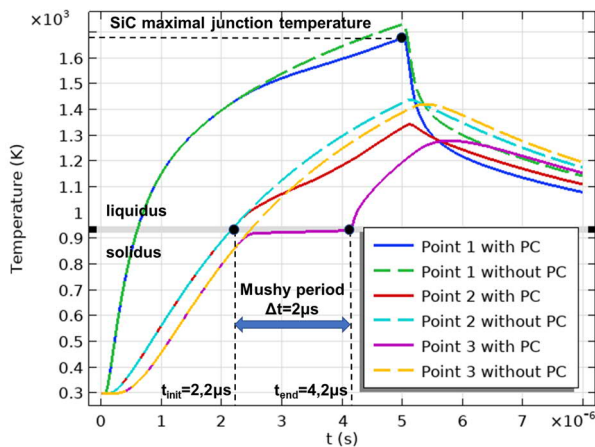 ×10³
SiC maximal junction temperature
1.6
1.5
1.4
1.3
1.2
1.1
1
0.9
0.8
0.7
0.6
0.5
0.4
0.3
Temperature (K)
liquidus
solidus
Mushy period
Δt=2μs
tinit=2,2μs
tend=4,2μs
Point 1 with PC
Point 1 without PC
Point 2 with PC
Point 2 without PC
Point 3 with PC
Point 3 without PC
0 1 2 3 4 5 6 7 ×10⁻⁶
t (s)